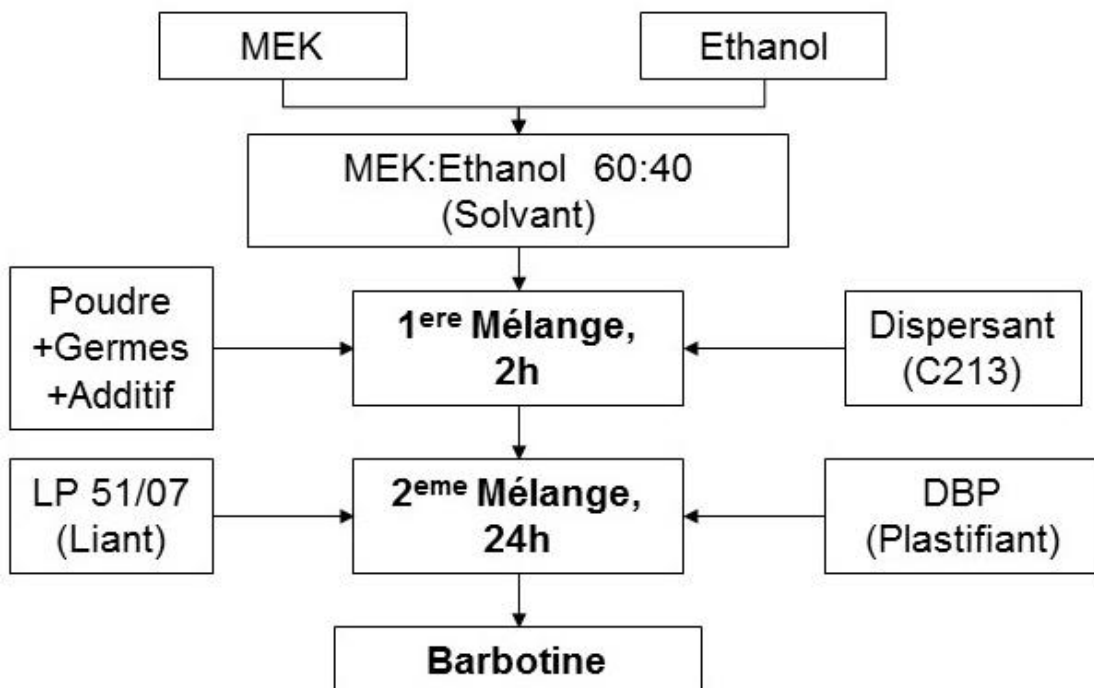 MEK
Ethanol
MEK:Ethanol 60:40
(Solvant)
Poudre
+Germes
+Additif
1ere Mélange,
2h
Dispersant
(C213)
LP 51/07
(Liant)
2eme Mélange,
24h
DBP
(Plastifiant)
Barbotine